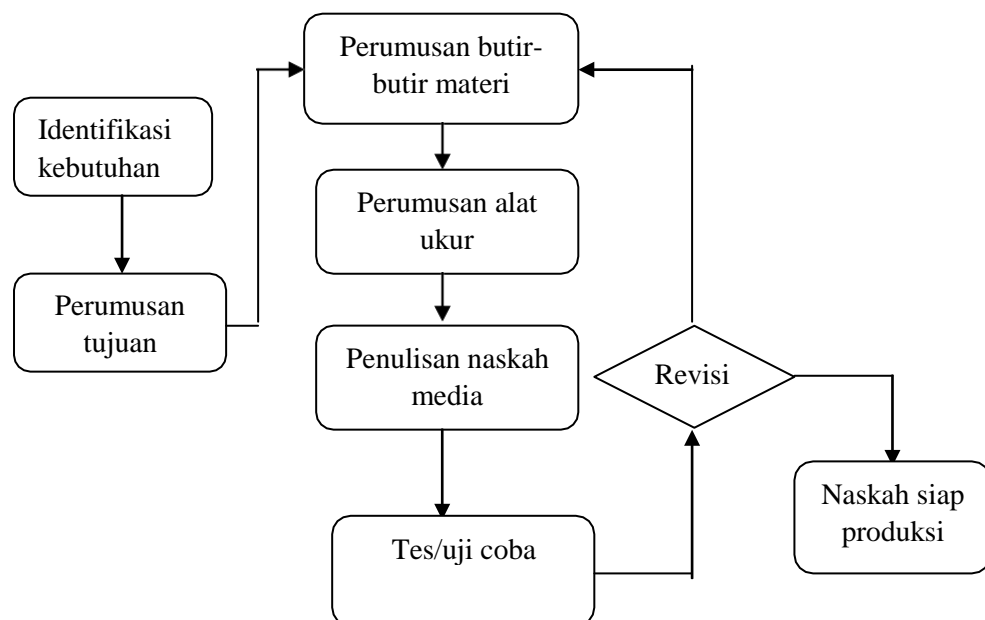 Identifikasi
kebutuhan
Perumusan
tujuan
Perumusan butir-
butir materi
Perumusan alat
ukur
Penulisan naskah
media
Tes/uji coba
Revisi
Naskah siap
produksi